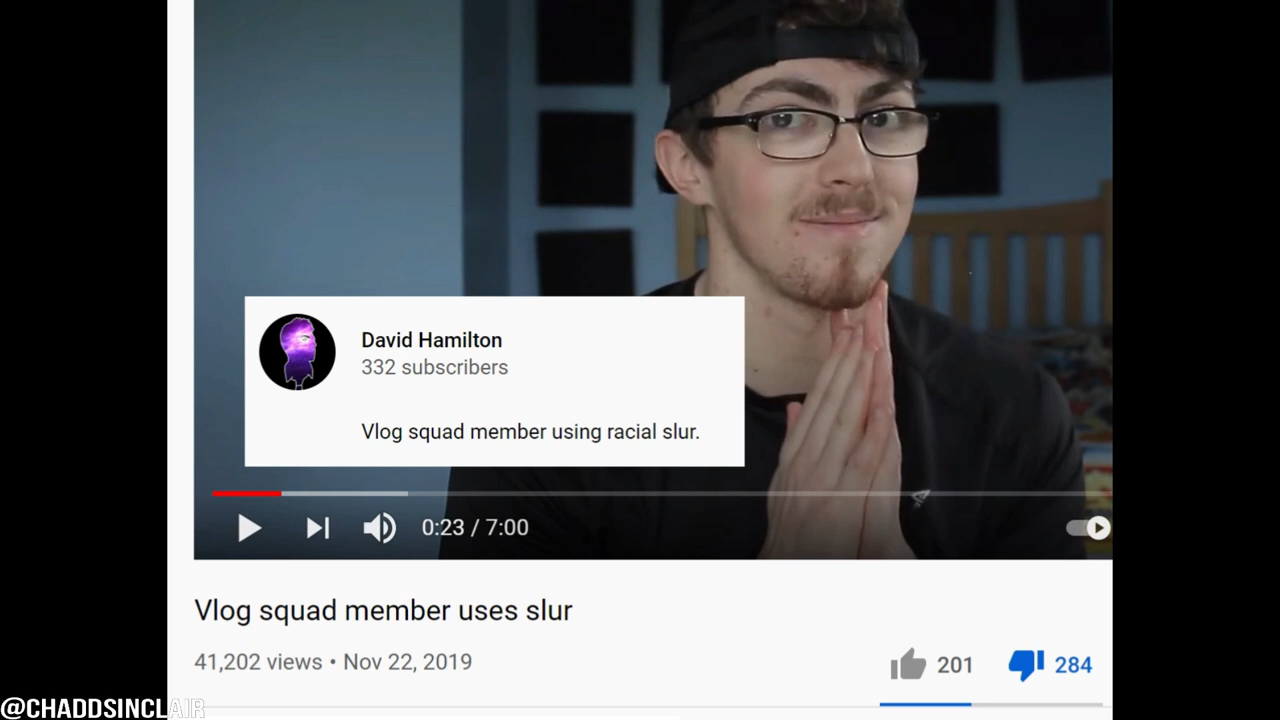 David Hamilton
332 subscribers
Vlog squad member using racial slur.
0:23 / 7:00
Vlog squad member uses slur
41,202 views • Nov 22, 2019
201
284
@CHADDSINCLAIR